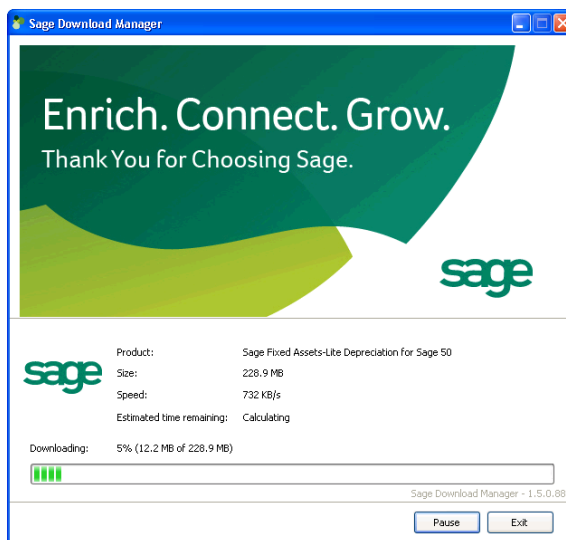 Sage Download Manager
Enrich. Connect. Grow.
Thank You for Choosing Sage.
sage
sage
Product: Sage Fixed Assets-Lite Depreciation for Sage 50
Size: 228.9 MB
Speed: 732 KB/s
Estimated time remaining: Calculating
Downloading: 5% (12.2 MB of 228.9 MB)
Sage Download Manager - 1.5.0.88
Pause Exit